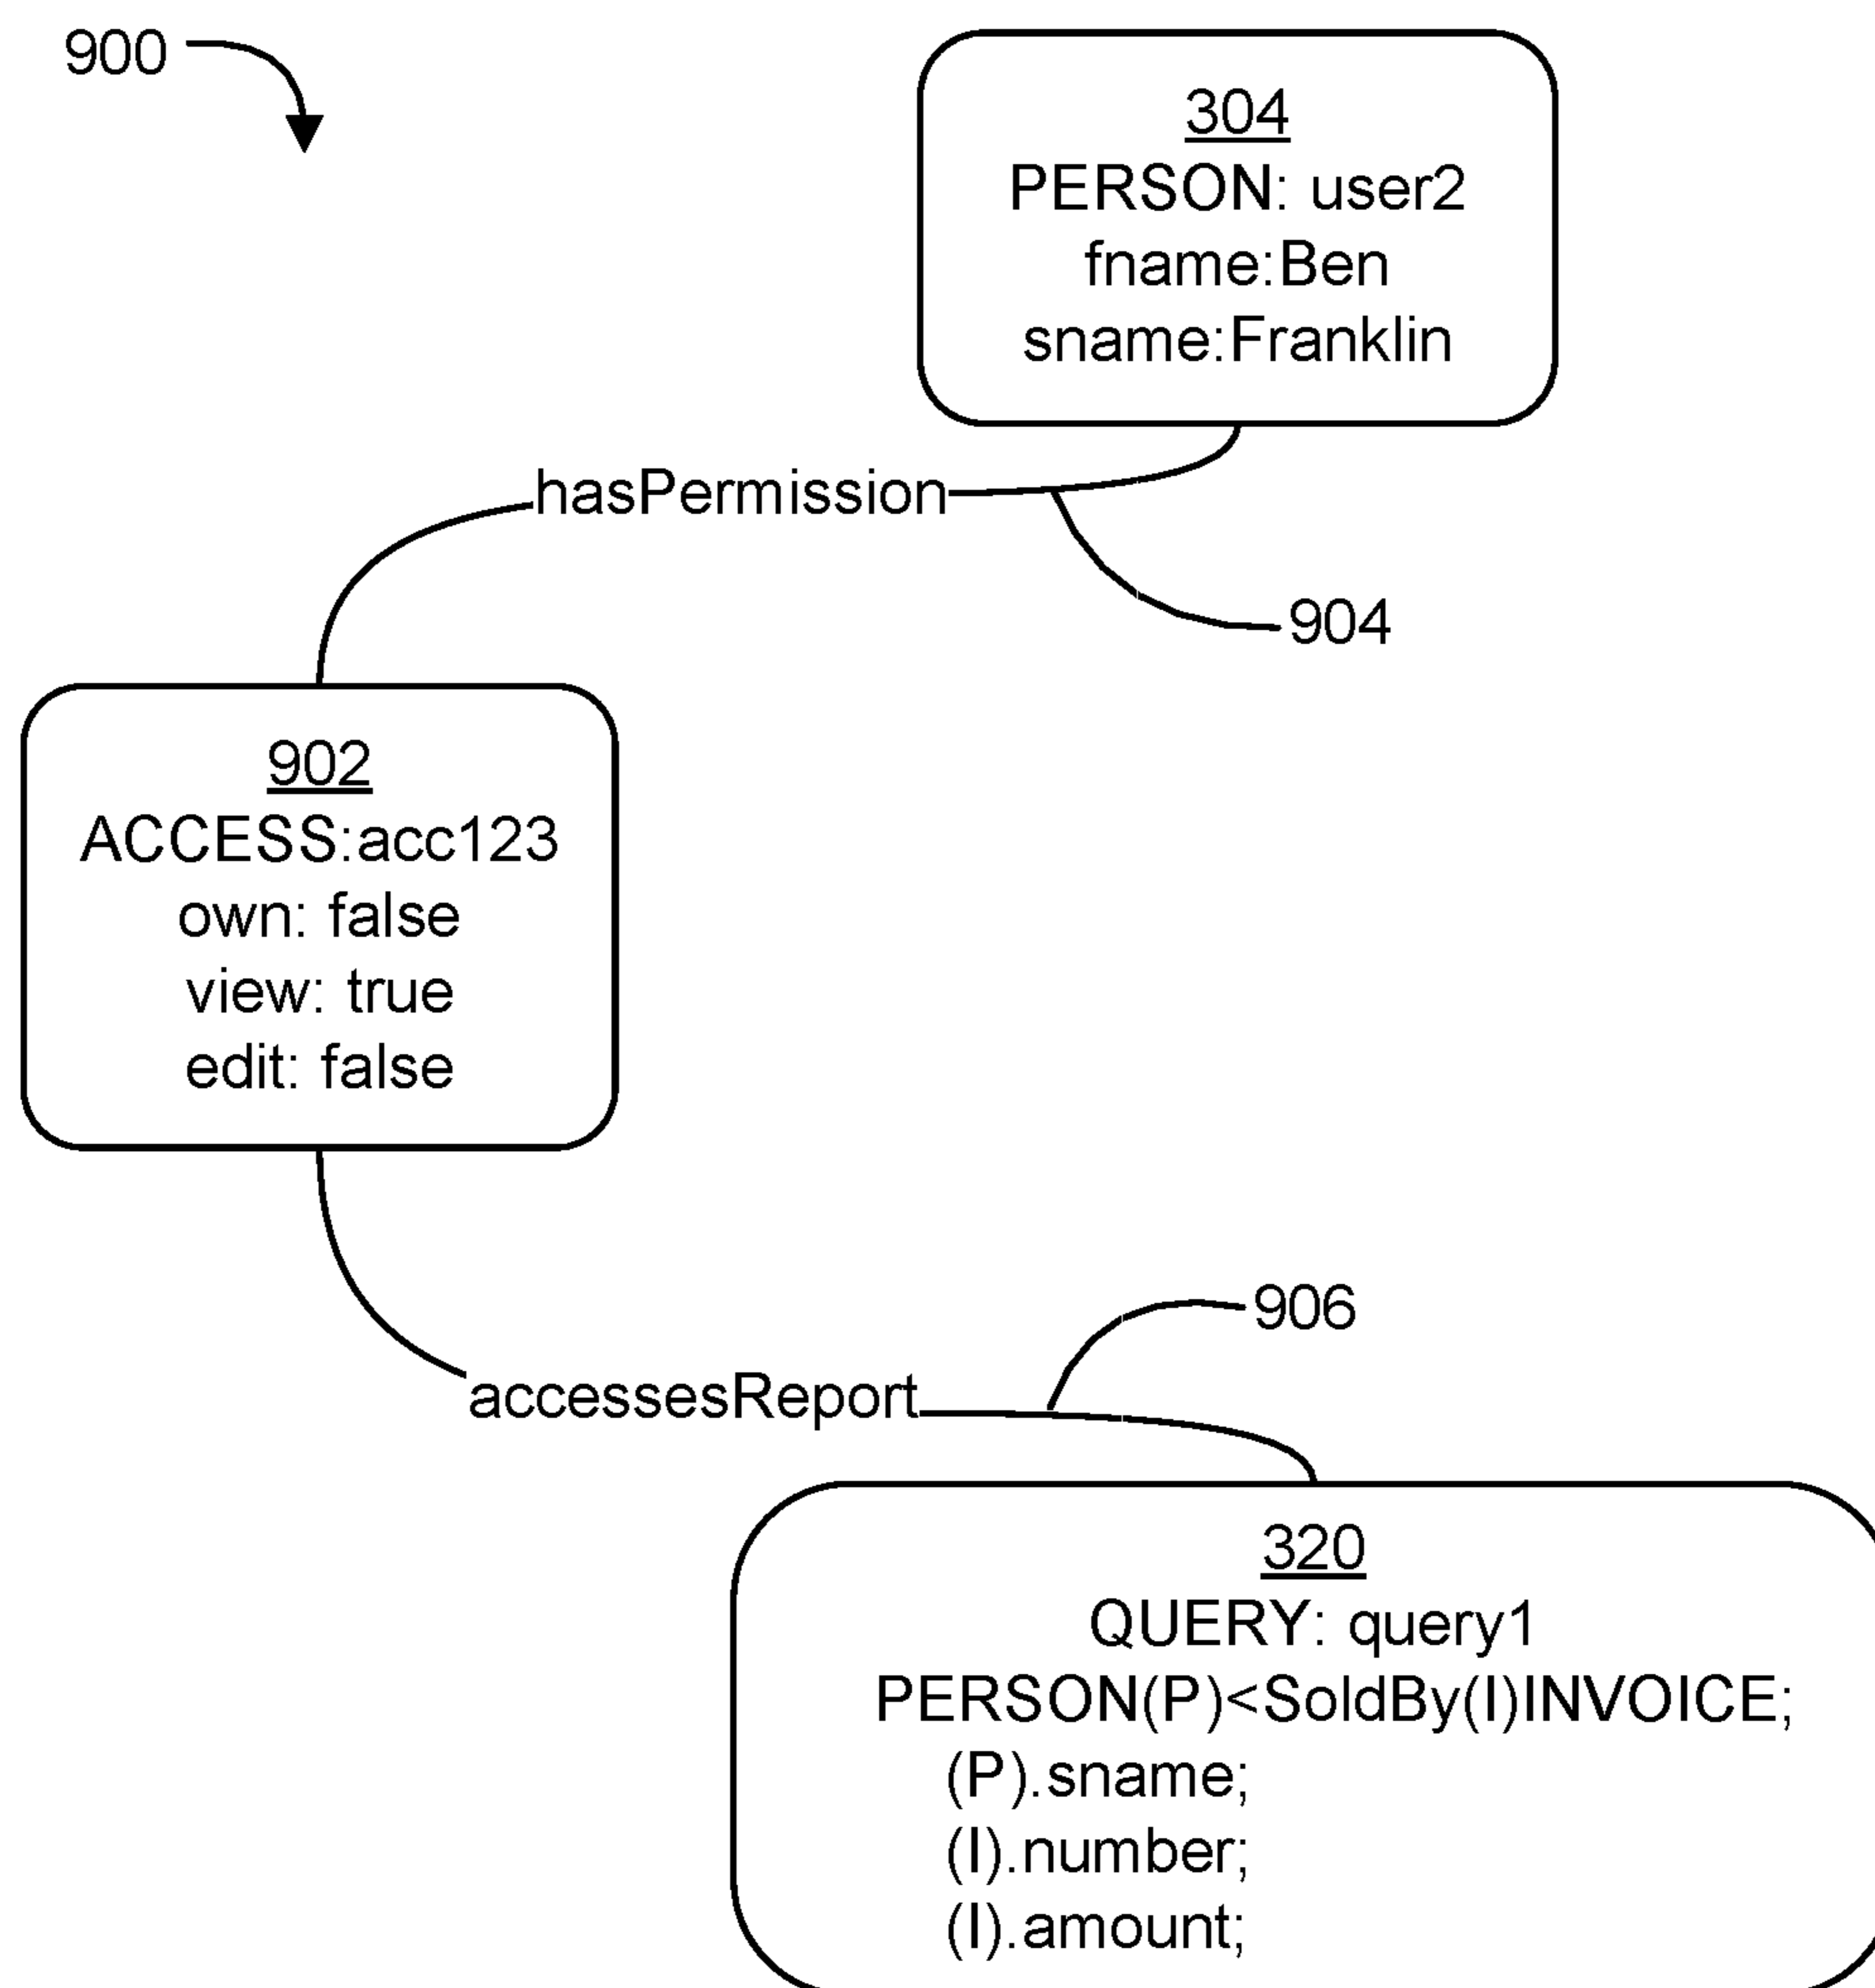 900
304
PERSON: user2
fname:Ben
sname:Franklin
hasPermission
904
902
ACCESS:acc123
own: false
view: true
edit: false
906
accessesReport
320
QUERY: query1
PERSON(P)<SoldBy(I)INVOICE;
(P).sname;
(I).number;
(I).amount;